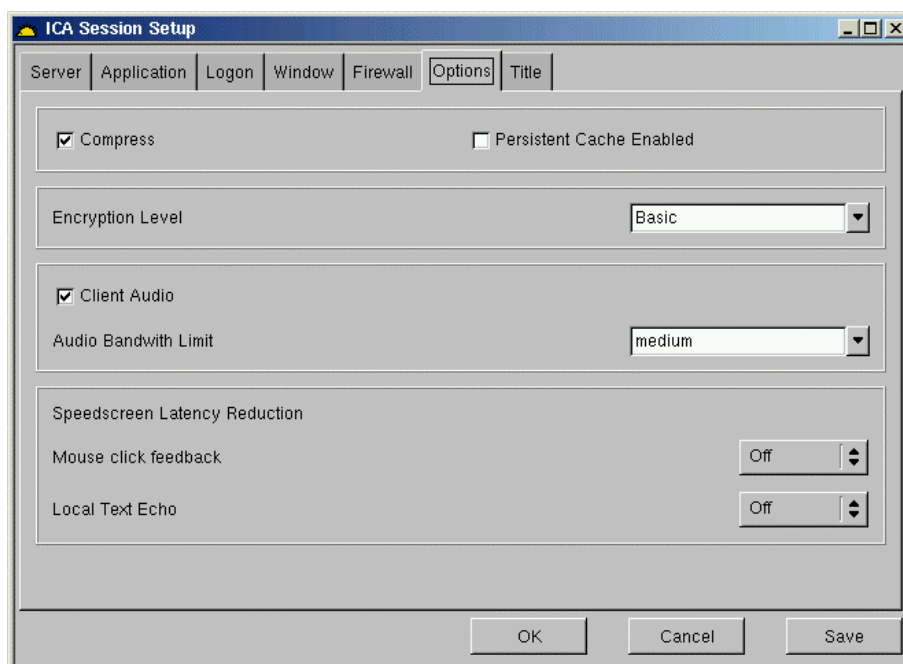 ICA Session Setup
Server Application Logon Window Firewall Options Title
Compress Persistent Cache Enabled
Encryption Level Basic
Client Audio
Audio Bandwith Limit medium
Speedscreen Latency Reduction
Mouse click feedback Off
Local Text Echo Off
OK Cancel Save